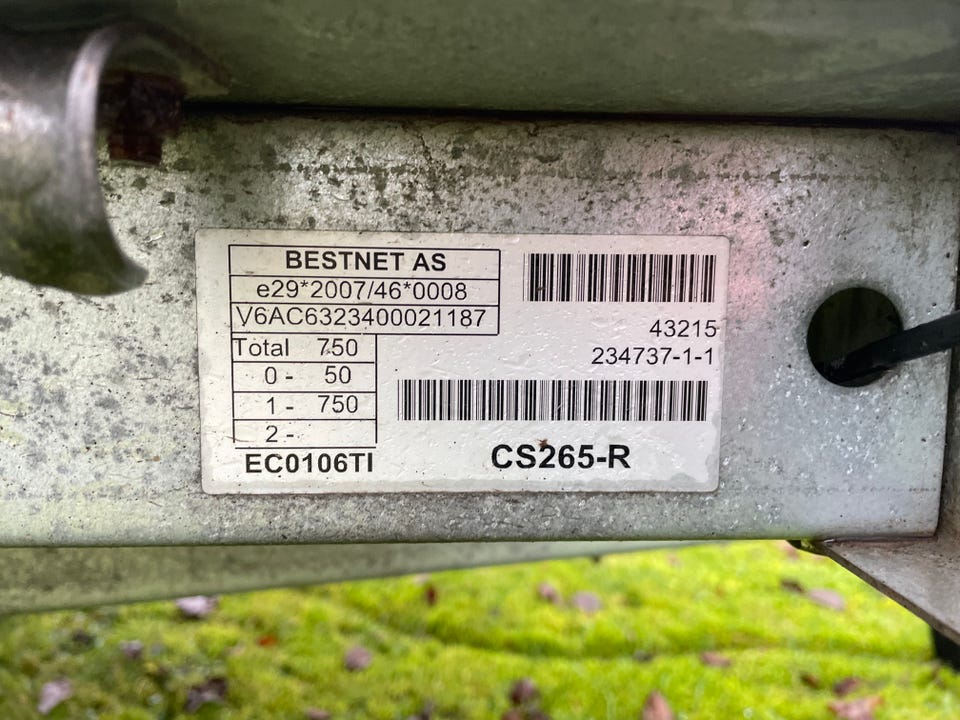 BESTNET AS
e29*2007/46*0008
V6AC6323400021187
Total 750
0 - 50
1 - 750
2 -
EC0106TI
43215
234737-1-1
CS265-R